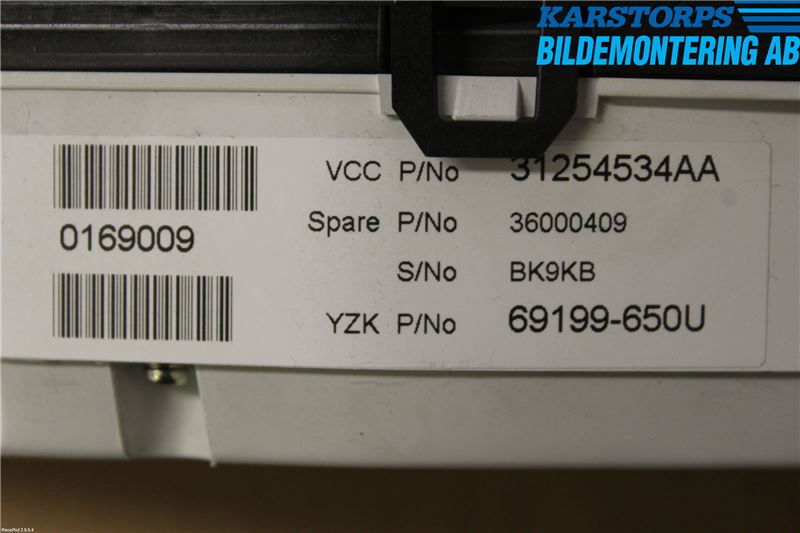 KARSTORPS
BILDEMONTERING AB
VCC P/No 31254534AA
Spare P/No 36000409
0169009
S/No BK9KB
YZK P/No 69199-650U